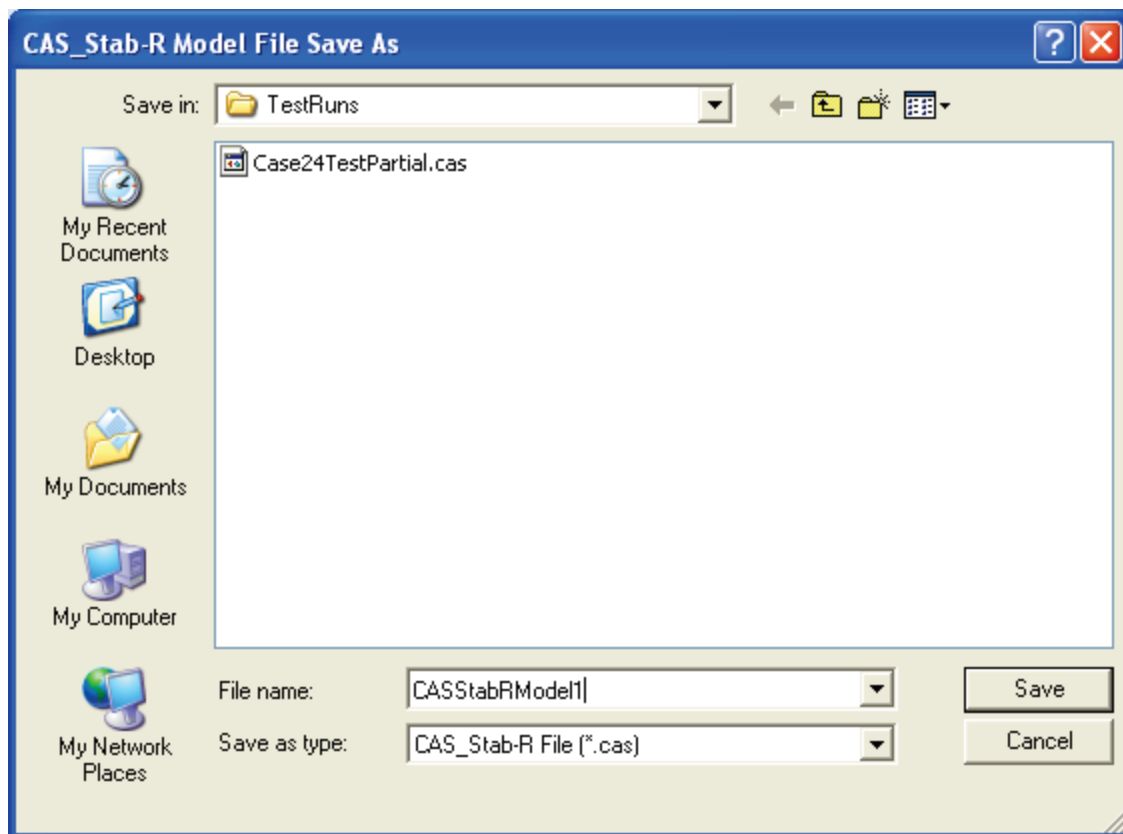 CAS_Stab-R Model File Save As
Save in:
TestRuns
Case24TestPartial.cas
My Recent
Documents
Desktop
My Documents
My Computer
My Network
Places
File name:
CASStabRModel1
Save
Save as type:
CAS_Stab-R File (*.cas)
Cancel